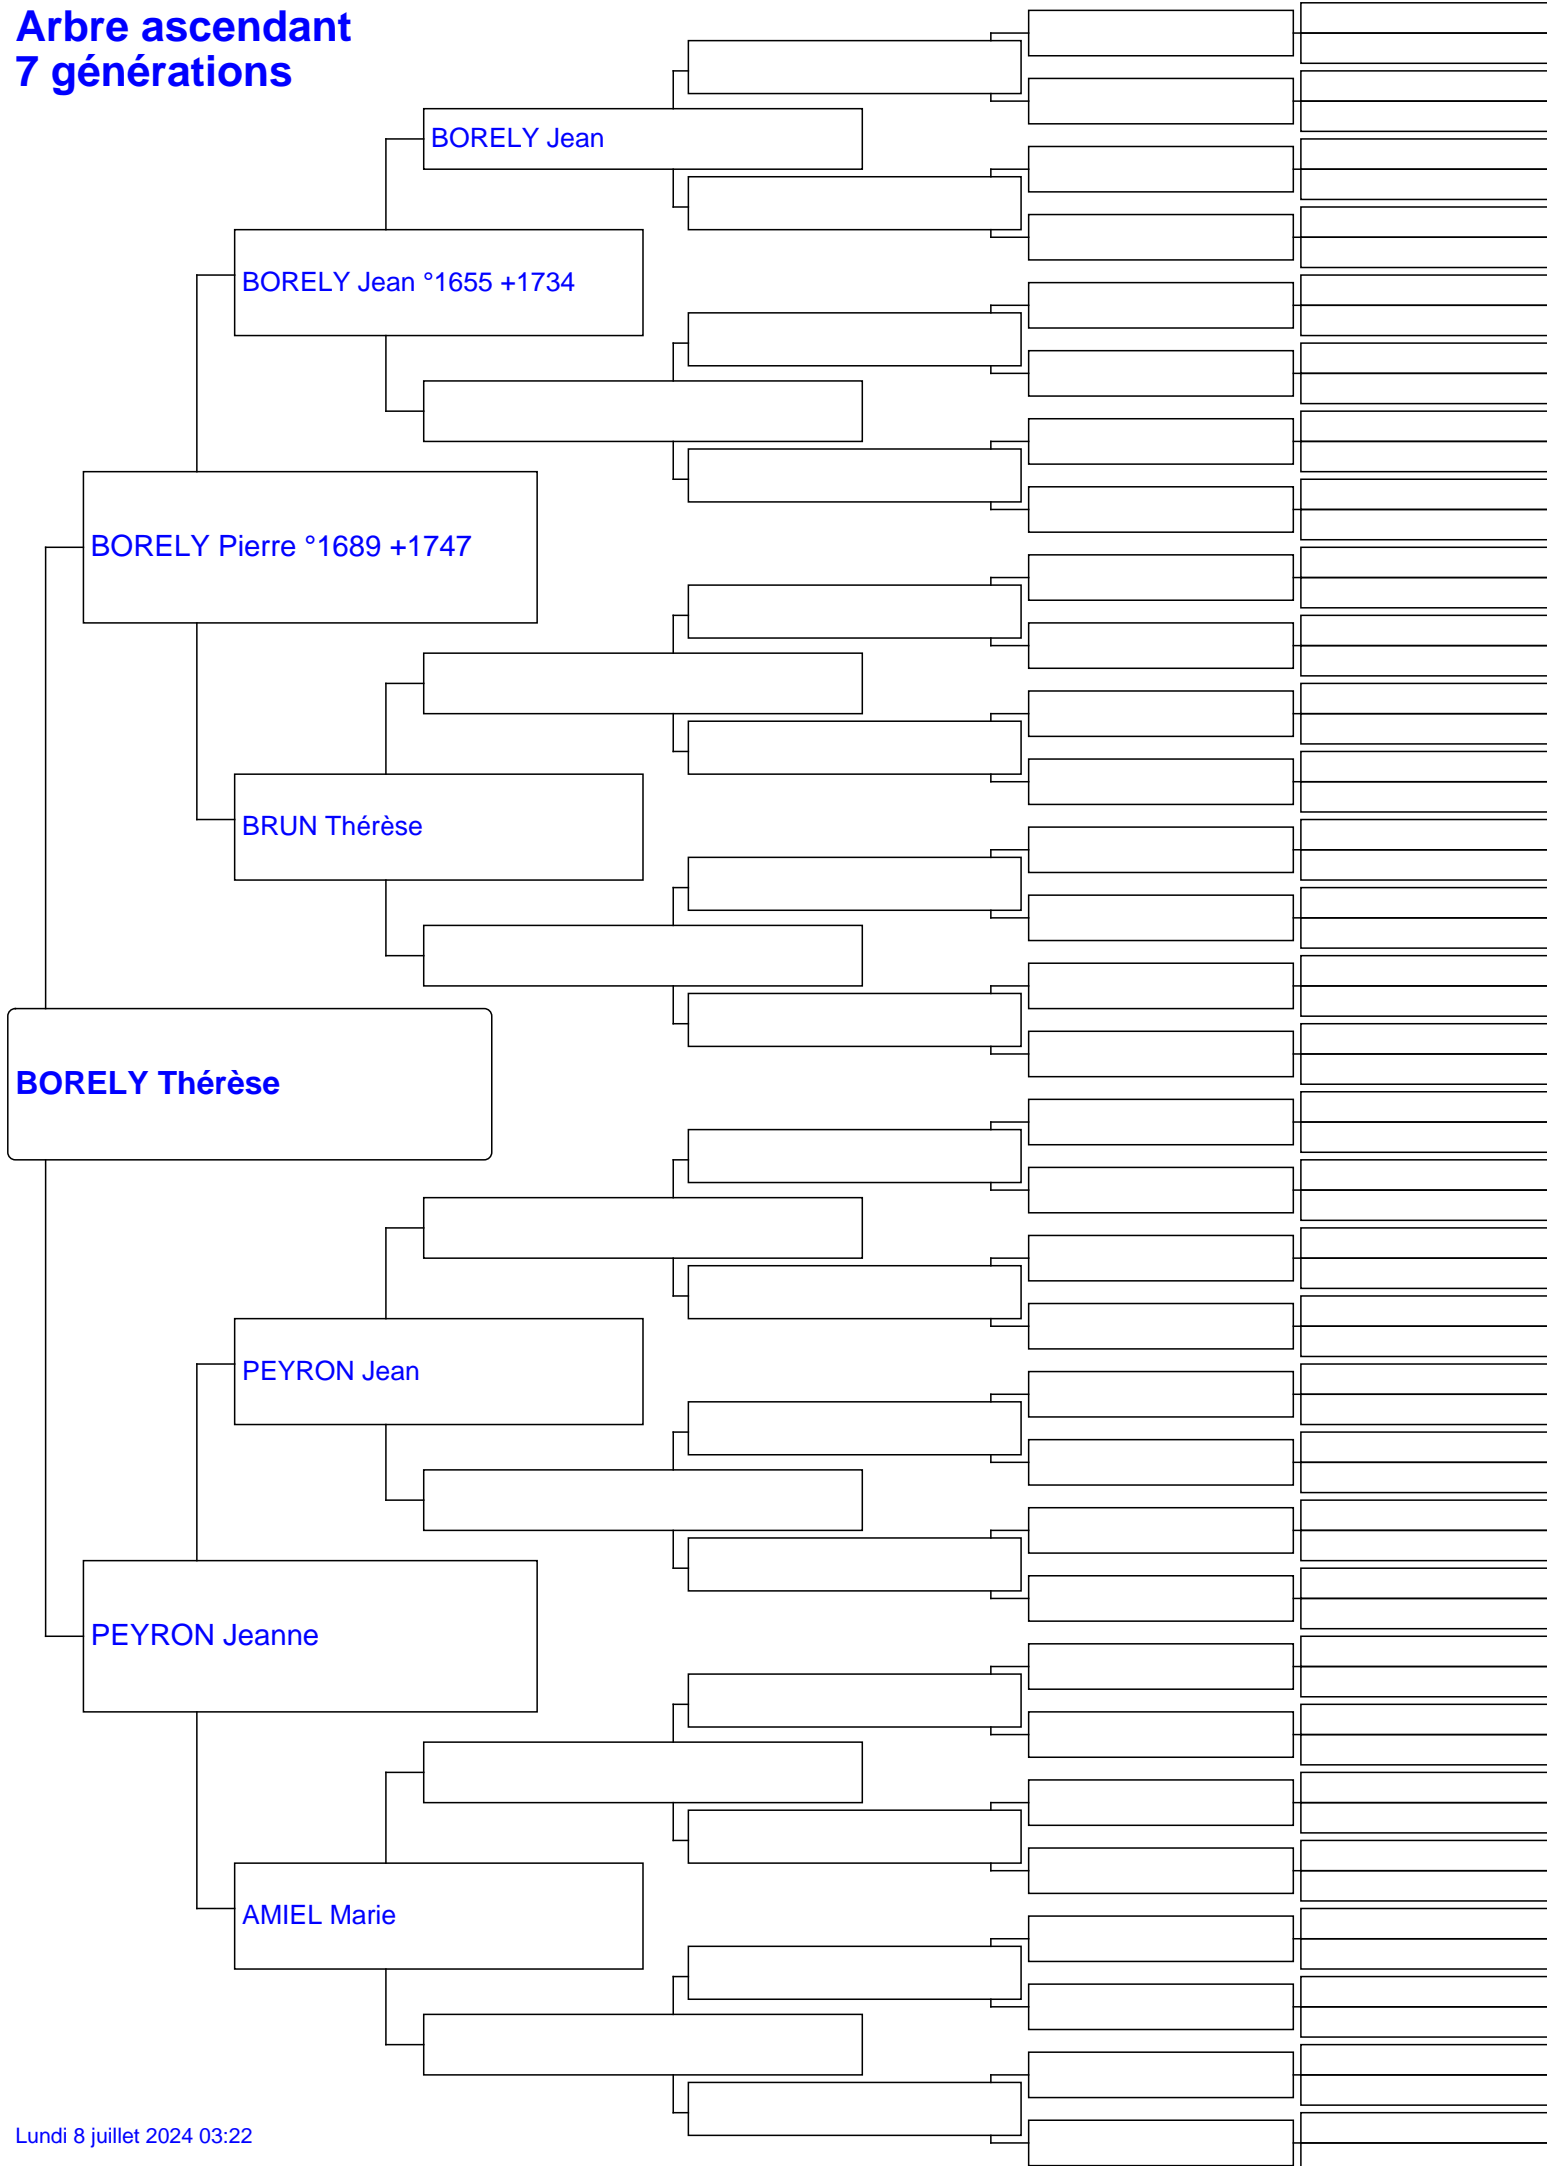 Arbre ascendant
7 générations
BORELY Jean
BORELY Jean °1655 +1734
BORELY Pierre °1689 +1747
BRUN Thérèse
BORELY Thérèse
PEYRON Jean
PEYRON Jeanne
AMIEL Marie
Lundi 8 juillet 2024 03:22